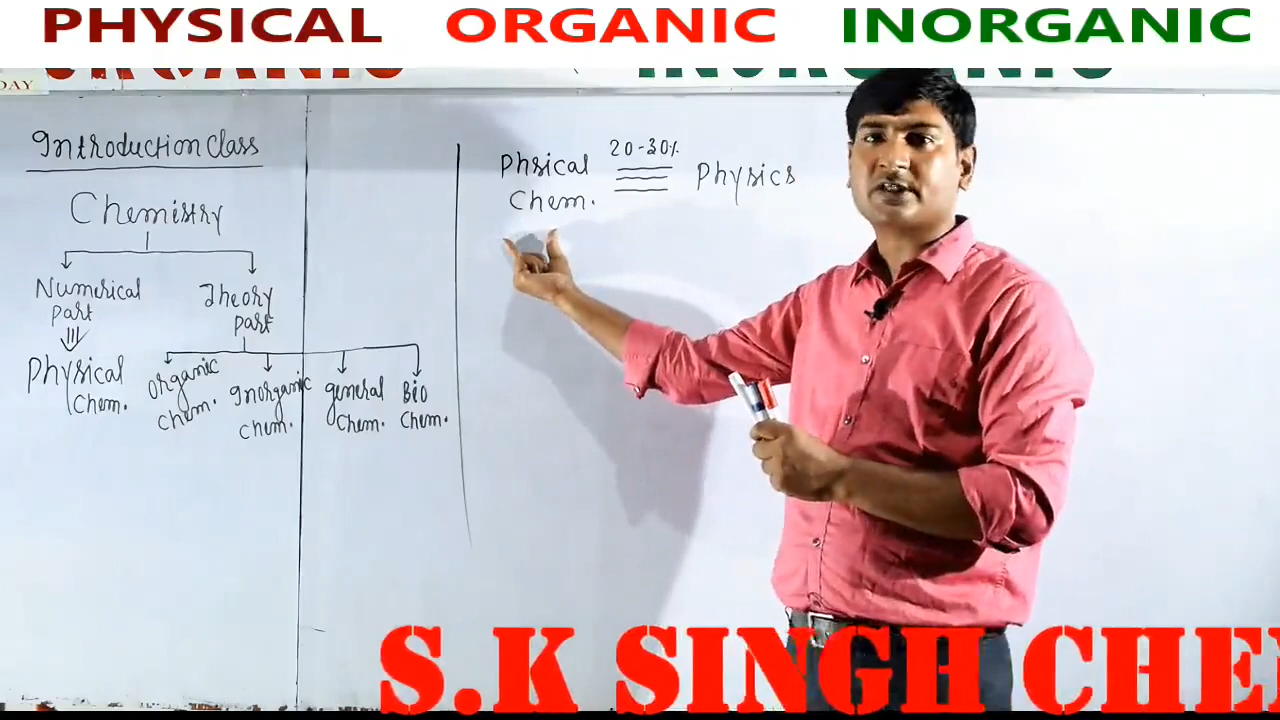 PHYSICAL ORGANIC INORGANIC
DAY
Introduction Class
Chemistry
Numerical part
Theory part
Physical Chem.
Organic chem.
Inorganic chem.
general Chem.
Bio Chem.
Phsical Chem.
20-30%
Physics
S.K SINGH CHE